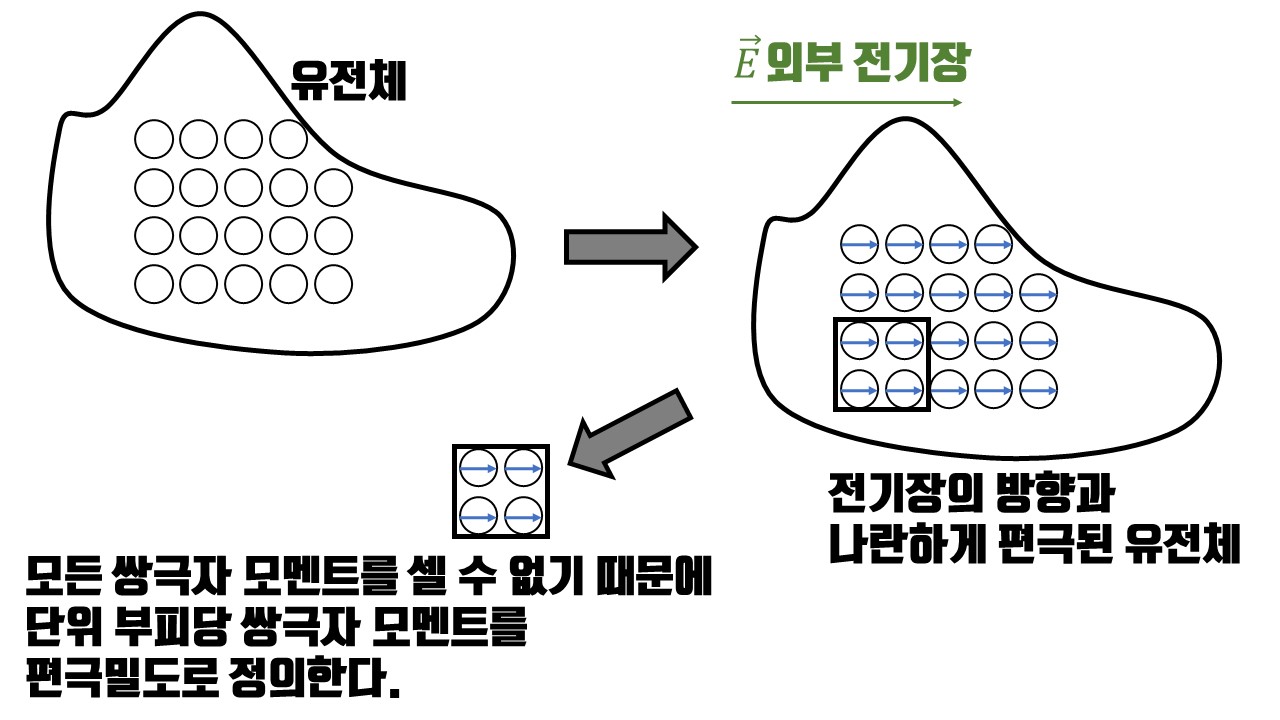 유전체
E 외부 전기장
전기장의 방향과
나란하게 편극된 유전체
모든 쌍극자 모멘트를 셀 수 없기 때문에
단위 부피당 쌍극자 모멘트를
편극밀도로 정의한다.